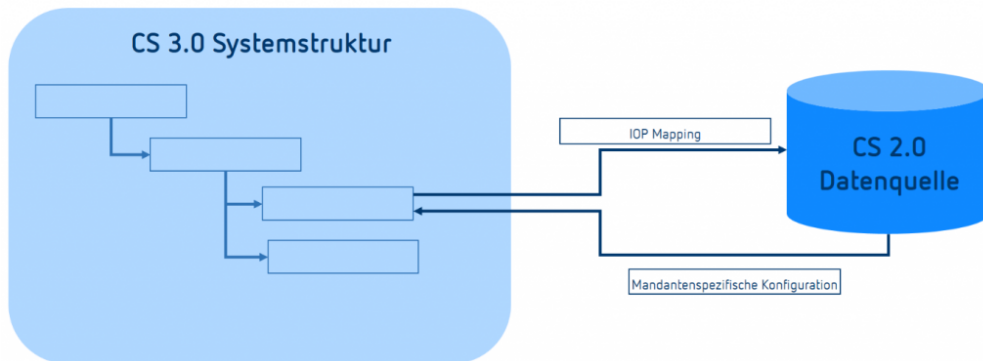 CS 3.0 Systemstruktur
IOP Mapping
CS 2.0
Datenquelle
Mandantenspezifische Konfiguration